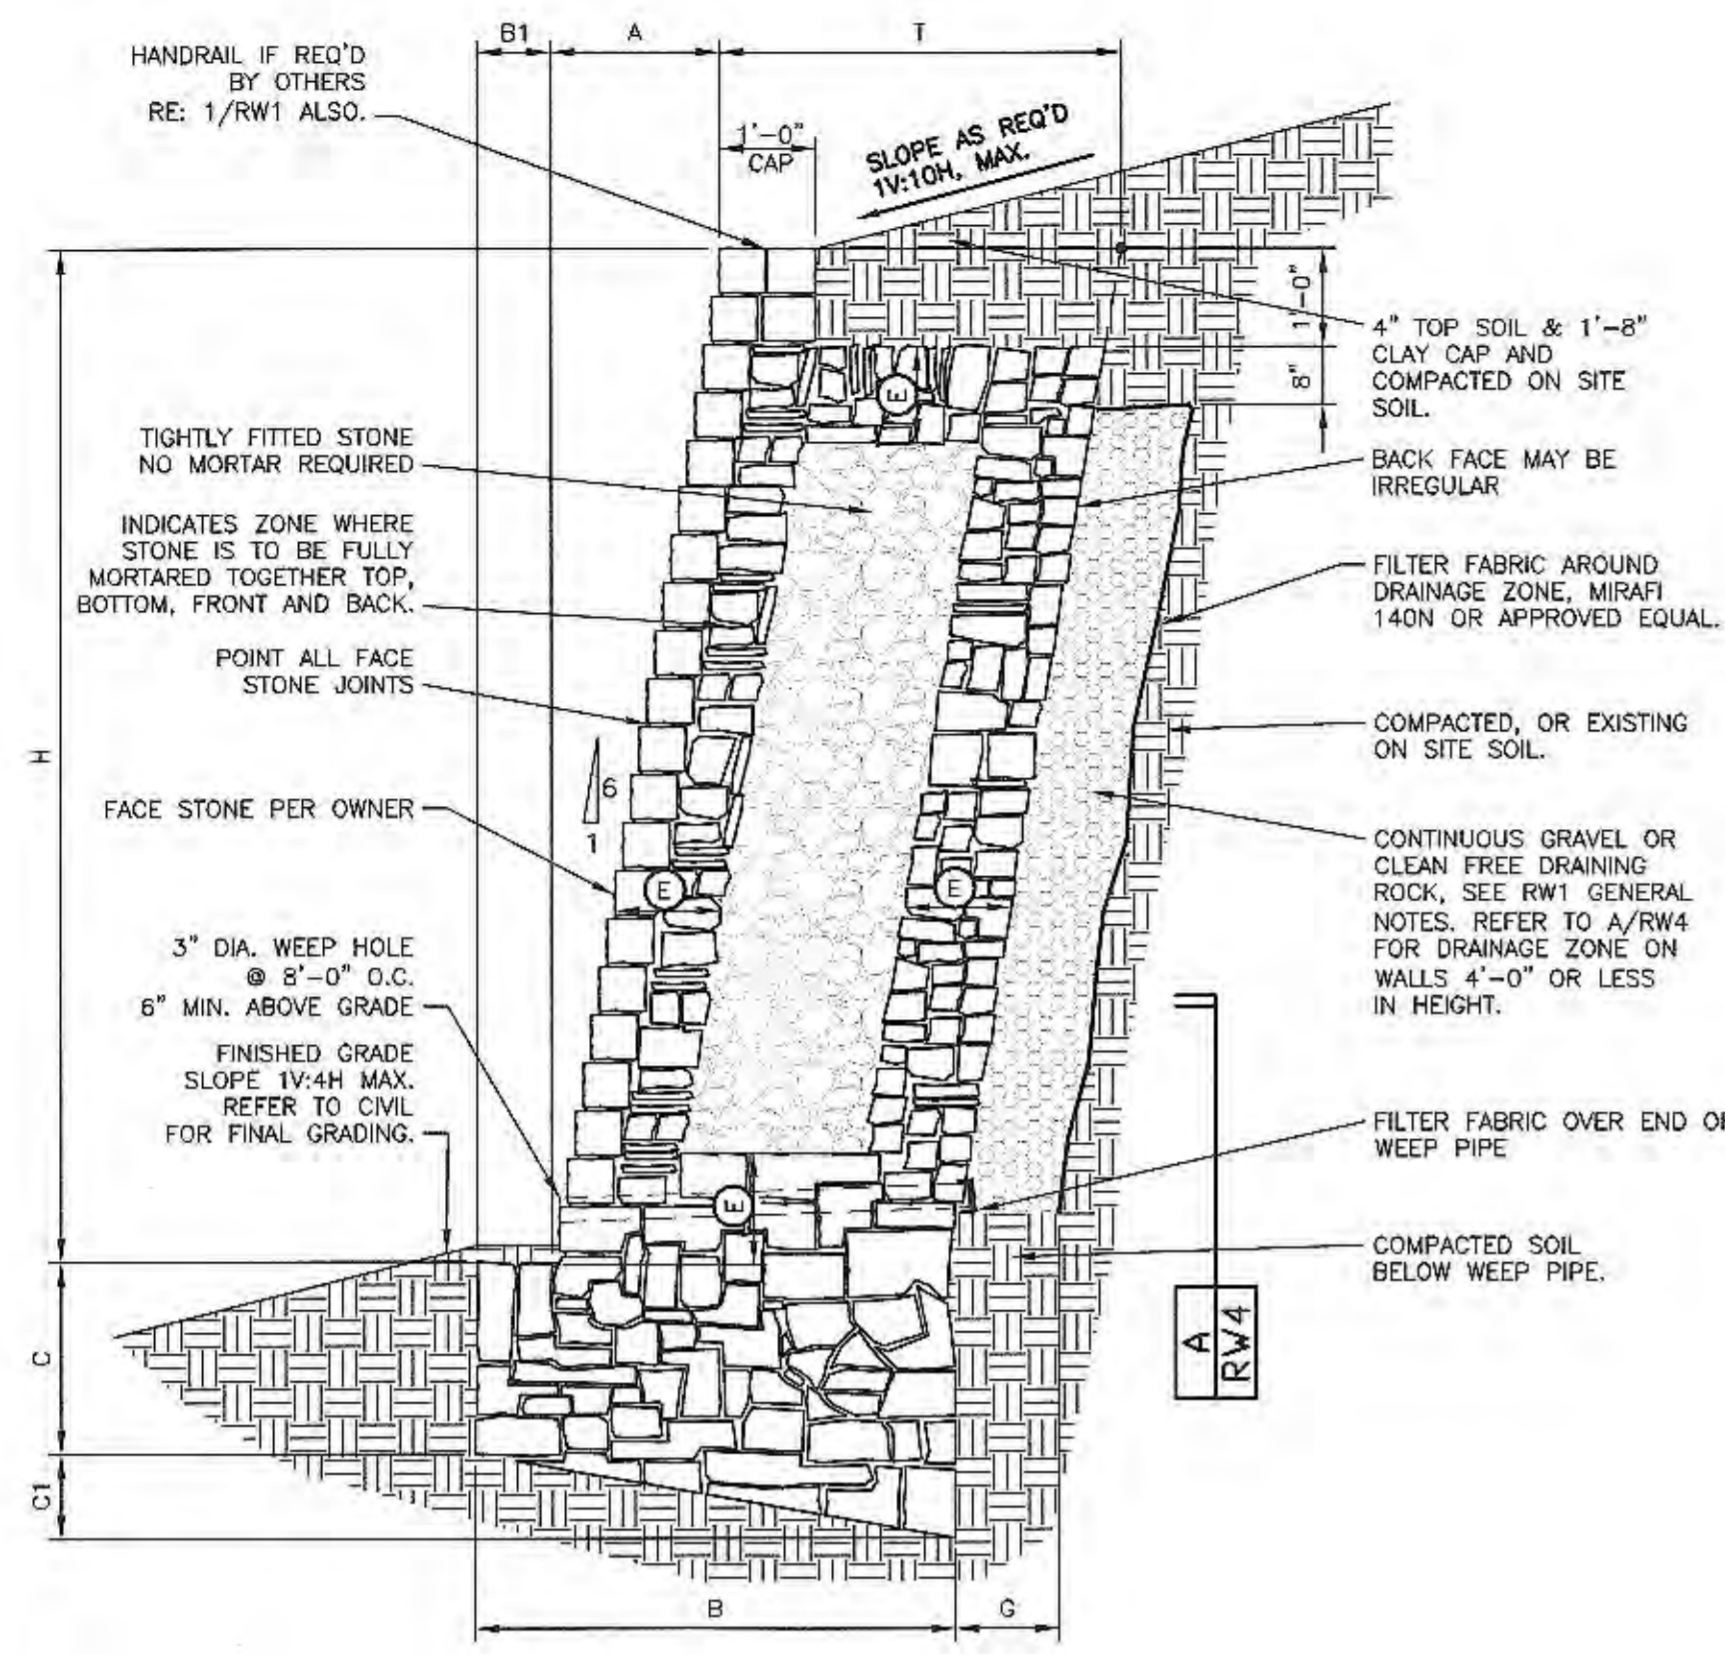 B1
A
T
HANDRAIL IF REQ'D
BY OTHERS
RE: 1/RW1 ALSO.
1'-0"
CAP
SLOPE AS REQ'D
1V:10H, MAX.
1'-0"
8"
4" TOP SOIL & 1'-8"
CLAY CAP AND
COMPACTED ON SITE
SOIL.
E
TIGHTLY FITTED STONE
NO MORTAR REQUIRED
BACK FACE MAY BE
IRREGULAR
INDICATES ZONE WHERE
STONE IS TO BE FULLY
MORTARED TOGETHER TOP,
BOTTOM, FRONT AND BACK.
FILTER FABRIC AROUND
DRAINAGE ZONE, MIRAFI
140N OR APPROVED EQUAL.
POINT ALL FACE
STONE JOINTS
COMPACTED, OR EXISTING
ON SITE SOIL.
H
6
1
FACE STONE PER OWNER
CONTINUOUS GRAVEL OR
CLEAN FREE DRAINING
ROCK, SEE RW1 GENERAL
NOTES. REFER TO A/RW4
FOR DRAINAGE ZONE ON
WALLS 4'-0" OR LESS
IN HEIGHT.
E
E
3" DIA. WEEP HOLE
@ 8'-0" O.C.
6" MIN. ABOVE GRADE
FINISHED GRADE
SLOPE 1V:4H MAX.
REFER TO CIVIL
FOR FINAL GRADING.
FILTER FABRIC OVER END
WEEP PIPE
E
COMPACTED SOIL
BELOW WEEP PIPE.
A
RW4
C
C1
B
G